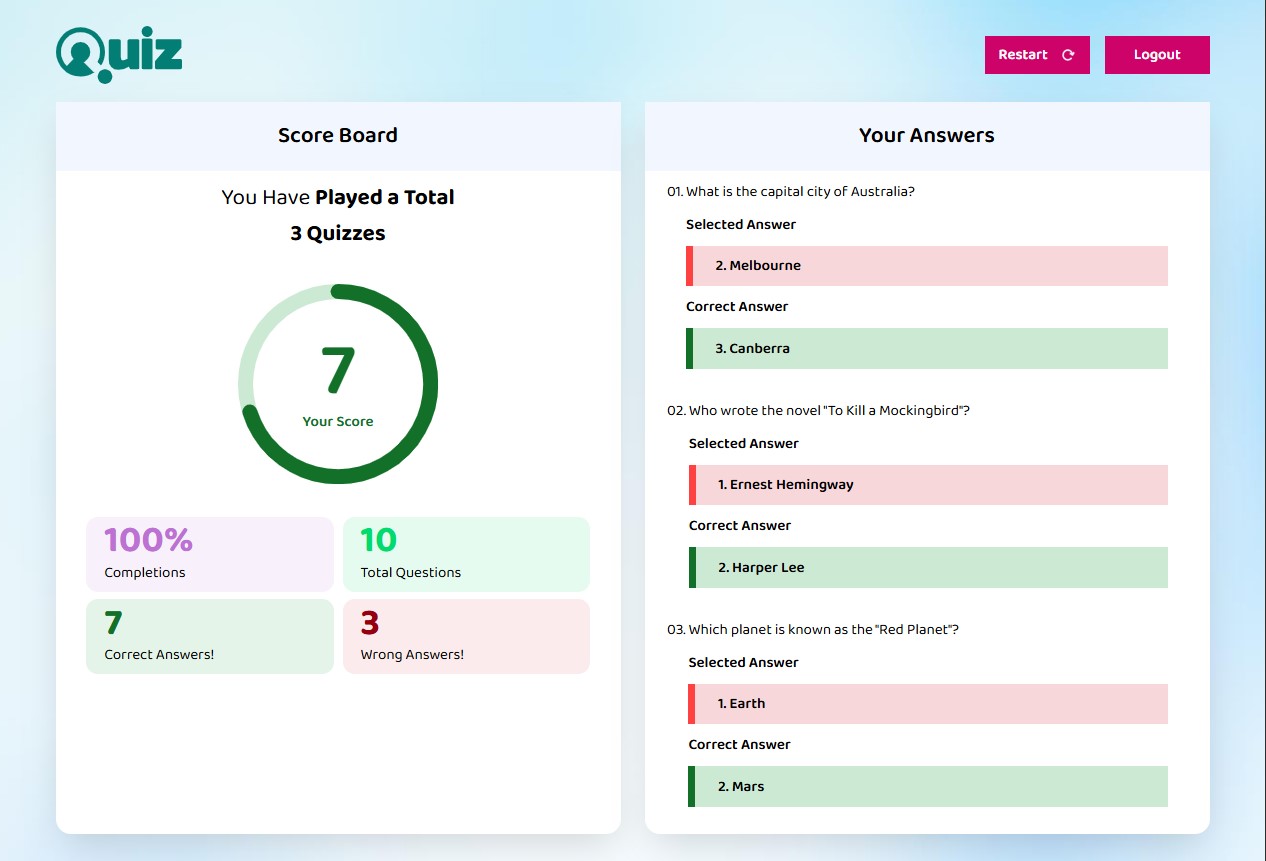 Quiz
Restart
Logout
Score Board
You Have Played a Total
3 Quizzes
7
Your Score
100%
Completions
10
Total Questions
7
Correct Answers!
3
Wrong Answers!
Your Answers
01. What is the capital city of Australia?
Selected Answer
2. Melbourne
Correct Answer
3. Canberra
02. Who wrote the novel "To Kill a Mockingbird"?
Selected Answer
1. Ernest Hemingway
Correct Answer
2. Harper Lee
03. Which planet is known as the "Red Planet"?
Selected Answer
1. Earth
Correct Answer
2. Mars